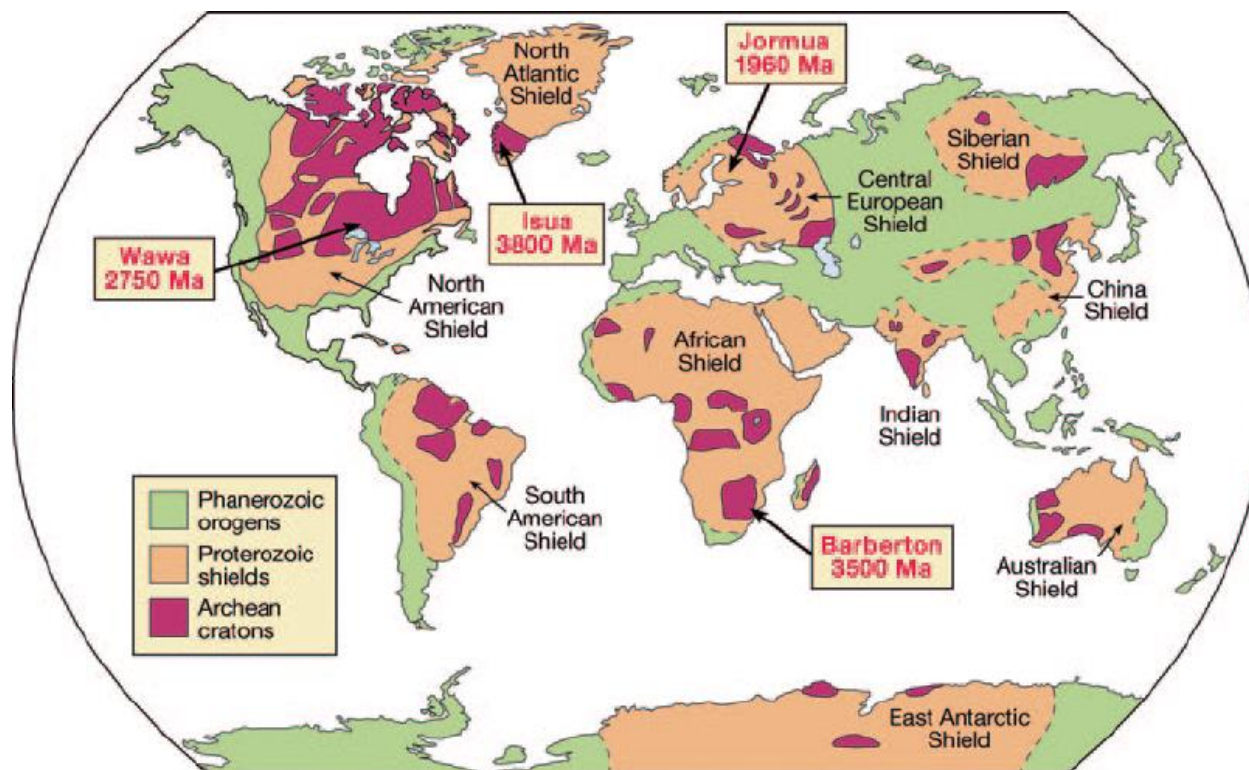 North
Atlantic
Shield
Jormua
1960 Ma
Siberian
Shield
Central
European
Shield
Isua
3800 Ma
Wawa
2750 Ma
North
American
Shield
China
Shield
African
Shield
Indian
Shield
South
American
Shield
Barberton
3500 Ma
Australian
Shield
Phanerozoic
orogens
Proterozoic
shields
Archean
cratons
East Antarctic
Shield